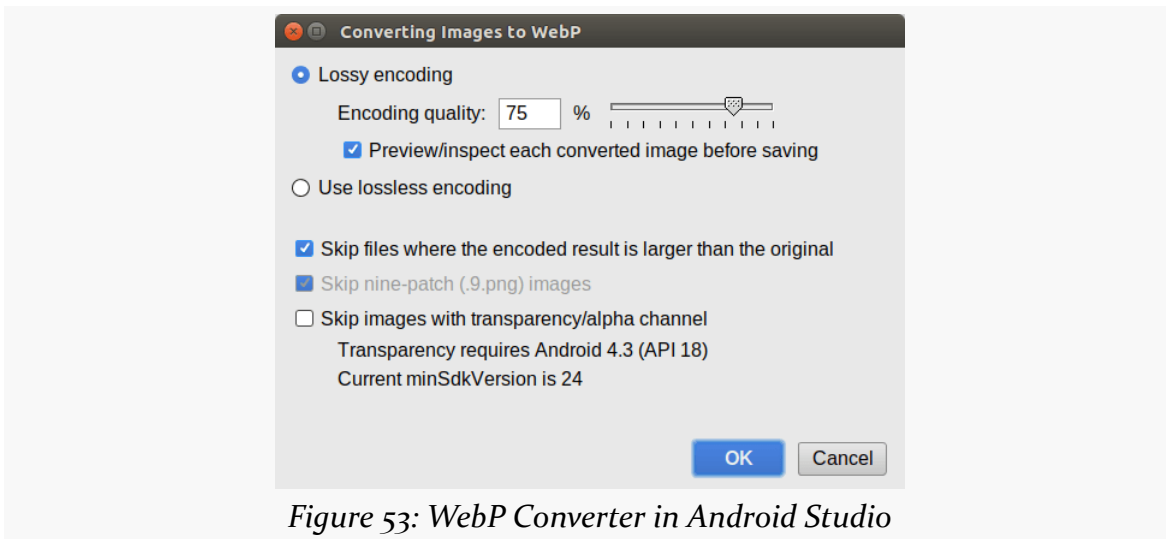 Converting Images to WebP
Lossy encoding
Encoding quality: 75 %
Preview/inspect each converted image before saving
Use lossless encoding
Skip files where the encoded result is larger than the original
Skip nine-patch (.9.png) images
Skip images with transparency/alpha channel
Transparency requires Android 4.3 (API 18)
Current minSdkVersion is 24
OK Cancel
Figure 53: WebP Converter in Android Studio